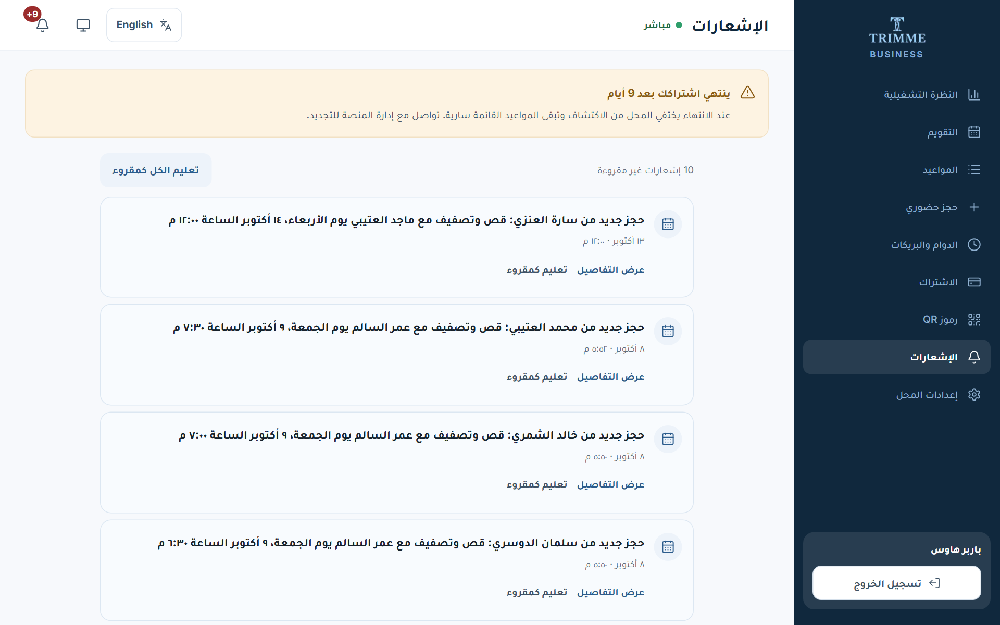 TRIMME
BUSINESS
النظرة التشغيلية
التقويم
المواعيد
حجز حضوري
الدوام والبريكات
الاشتراك
رموز QR
الإشعارات
إعدادات المحل
باربر هاوس
تسجيل الخروج
الإشعارات
مباشر
English
9+
ينتهي اشتراكك بعد 9 أيام
عند الانتهاء يختفي المحل من الاكتشاف وتبقى المواعيد القائمة سارية. تواصل مع إدارة المنصة للتجديد.
10 إشعارات غير مقروءة
تعليم الكل كمقروء
حجز جديد من سارة العنزي: قص وتصفيف مع ماجد العتيبي يوم الأربعاء، ١٤ أكتوبر الساعة ١٢:٠٠ م
١٣ أكتوبر · ١٢:٠٠ م
عرض التفاصيل تعليم كمقروء
حجز جديد من محمد العتيبي: قص وتصفيف مع عمر السالم يوم الجمعة، ٩ أكتوبر الساعة ٧:٣٠ م
٨ أكتوبر · ٥:٥٢ م
عرض التفاصيل تعليم كمقروء
حجز جديد من خالد الشمري: قص وتصفيف مع عمر السالم يوم الجمعة، ٩ أكتوبر الساعة ٧:٠٠ م
٨ أكتوبر · ٥:٥٠ م
عرض التفاصيل تعليم كمقروء
حجز جديد من سلمان الدوسري: قص وتصفيف مع عمر السالم يوم الجمعة، ٩ أكتوبر الساعة ٦:٣٠ م
٨ أكتوبر · ٥:٥٠ م
عرض التفاصيل تعليم كمقروء